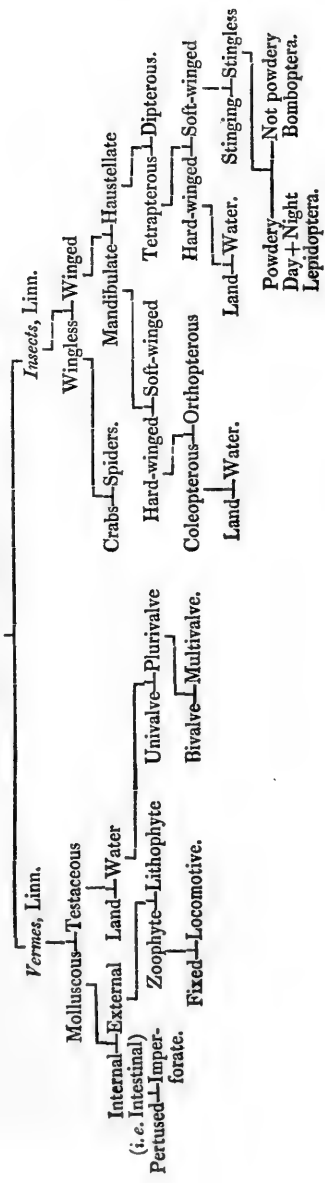 Vermes, Linn.
Insects, Linn.
Molluscous Testaceous
Wingless Winged
Internal External
(i. e. Intestinal)
Land Water
Crabs Spiders.
Mandibulate Haustellate
Pertused Imper-
forate.
Zoophyte Lithophyte
Univalve Plurivalve
Hard-winged Soft-winged
Tetrapterous Dipterous.
Fixed Locomotive.
Bivalve Multivalve.
Coleopterous Orthopterous
Hard-winged Soft-winged
Land Water.
Land Water.
Stinging Stingless
Powdery Not powdery
Day+Night Bomboptera.
Lepidoptera.